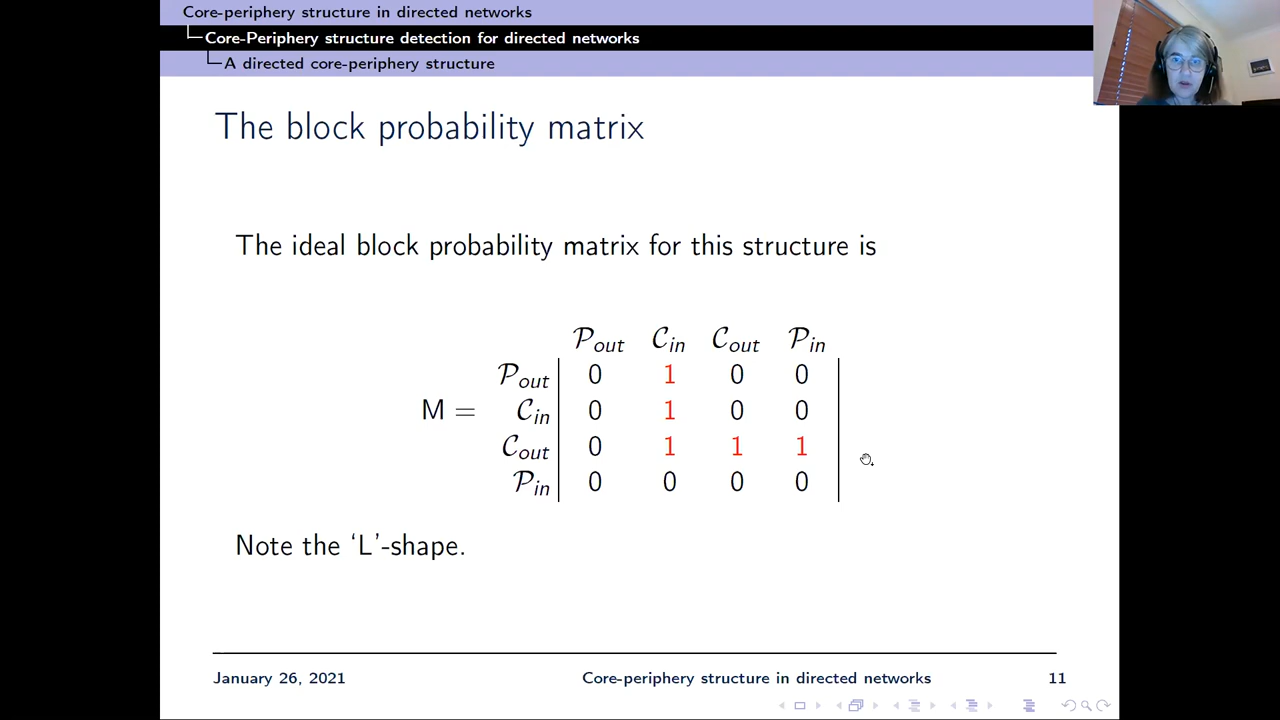 Core-periphery structure in directed networks
Core-Periphery structure detection for directed networks
A directed core-periphery structure
The block probability matrix
The ideal block probability matrix for this structure is
𝒫out 𝒞in 𝒞out 𝒫in
𝒫out 0 1 0 0
M = 𝒞in 0 1 0 0
𝒞out 0 1 1 1
𝒫in 0 0 0 0
Note the ‘L’-shape.
January 26, 2021 Core-periphery structure in directed networks 11